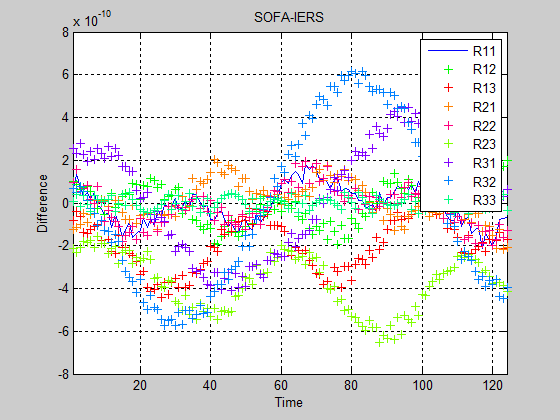 SOFA-IERS
x 10⁻¹⁰
8
6
4
2
0
-2
-4
-6
-8
Difference
20
40
60
80
100
120
Time
R11
R12
R13
R21
R22
R23
R31
R32
R33